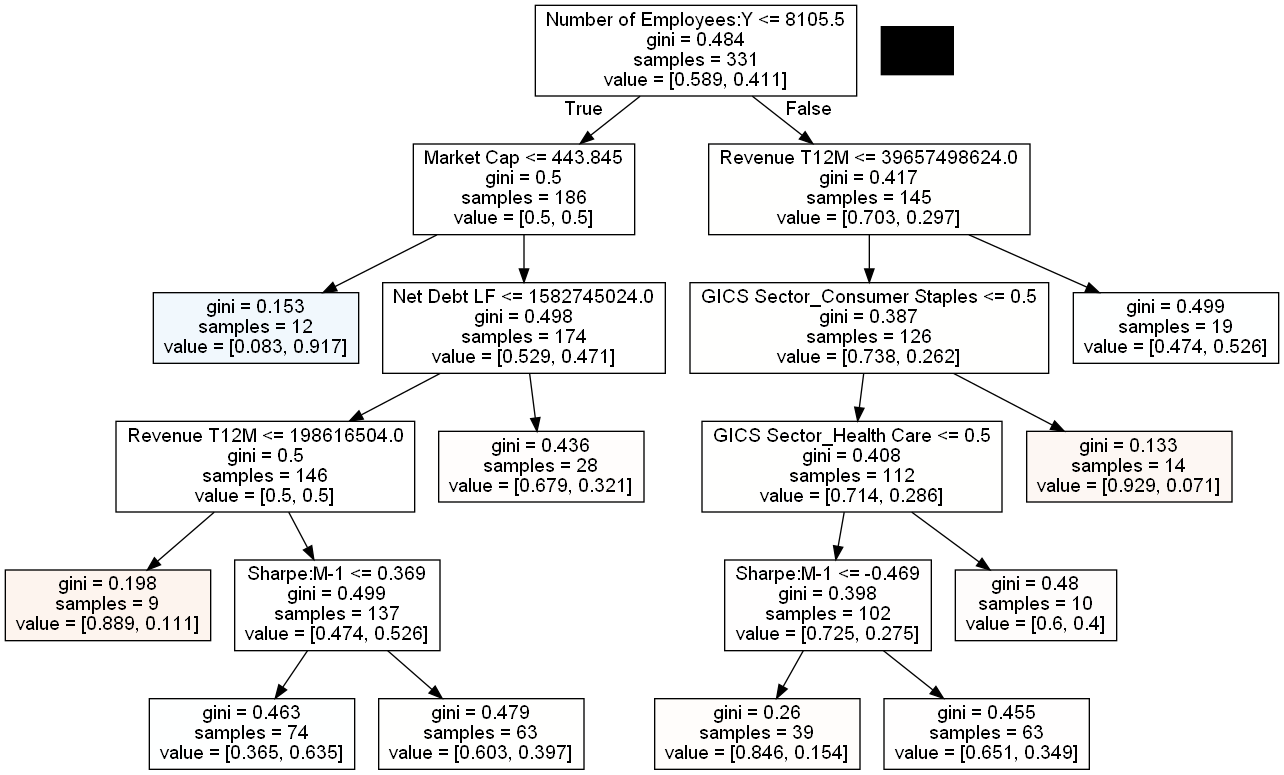 Number of Employees:Y <= 8105.5
gini = 0.484
samples = 331
value = [0.589, 0.411]
True
False
Market Cap <= 443.845
gini = 0.5
samples = 186
value = [0.5, 0.5]
Revenue T12M <= 39657498624.0
gini = 0.417
samples = 145
value = [0.703, 0.297]
gini = 0.153
samples = 12
value = [0.083, 0.917]
Net Debt LF <= 1582745024.0
gini = 0.498
samples = 174
value = [0.529, 0.471]
GICS Sector_Consumer Staples <= 0.5
gini = 0.387
samples = 126
value = [0.738, 0.262]
gini = 0.499
samples = 19
value = [0.474, 0.526]
Revenue T12M <= 198616504.0
gini = 0.5
samples = 146
value = [0.5, 0.5]
gini = 0.436
samples = 28
value = [0.679, 0.321]
GICS Sector_Health Care <= 0.5
gini = 0.408
samples = 112
value = [0.714, 0.286]
gini = 0.133
samples = 14
value = [0.929, 0.071]
gini = 0.198
samples = 9
value = [0.889, 0.111]
Sharpe:M-1 <= 0.369
gini = 0.499
samples = 137
value = [0.474, 0.526]
Sharpe:M-1 <= -0.469
gini = 0.398
samples = 102
value = [0.725, 0.275]
gini = 0.48
samples = 10
value = [0.6, 0.4]
gini = 0.463
samples = 74
value = [0.365, 0.635]
gini = 0.479
samples = 63
value = [0.603, 0.397]
gini = 0.26
samples = 39
value = [0.846, 0.154]
gini = 0.455
samples = 63
value = [0.651, 0.349]